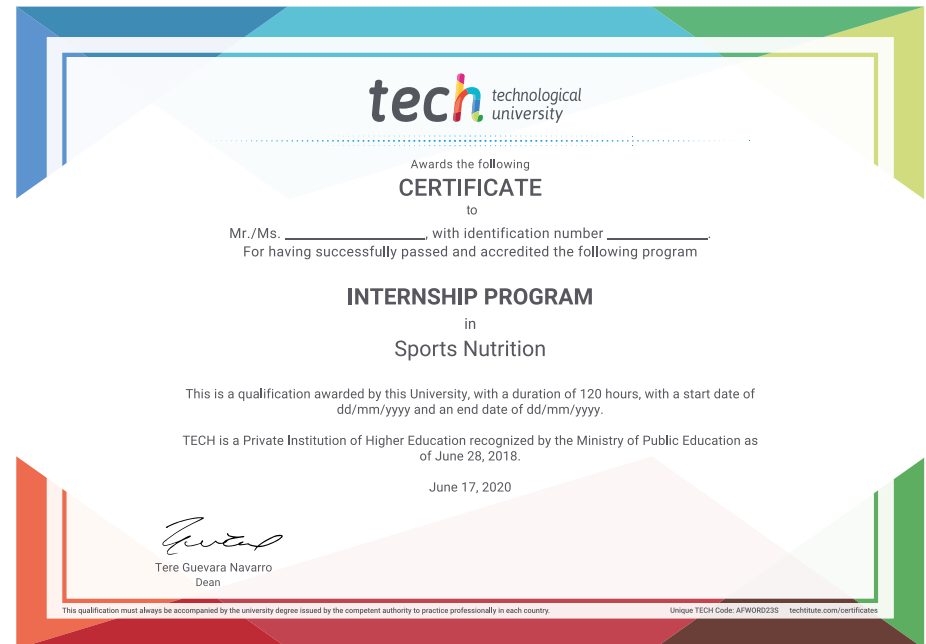 tech technological
university
Awards the following
CERTIFICATE
to
Mr./Ms. __________________, with identification number _____________.
For having successfully passed and accredited the following program
INTERNSHIP PROGRAM
in
Sports Nutrition
This is a qualification awarded by this University, with a duration of 120 hours, with a start date of
dd/mm/yyyy and an end date of dd/mm/yyyy.
TECH is a Private Institution of Higher Education recognized by the Ministry of Public Education as
of June 28, 2018.
June 17, 2020
Tere Guevara Navarro
Dean
This qualification must always be accompanied by the university degree issued by the competent authority to practice professionally in each country.
Unique TECH Code: AFWORD23S techtitute.com/certificates